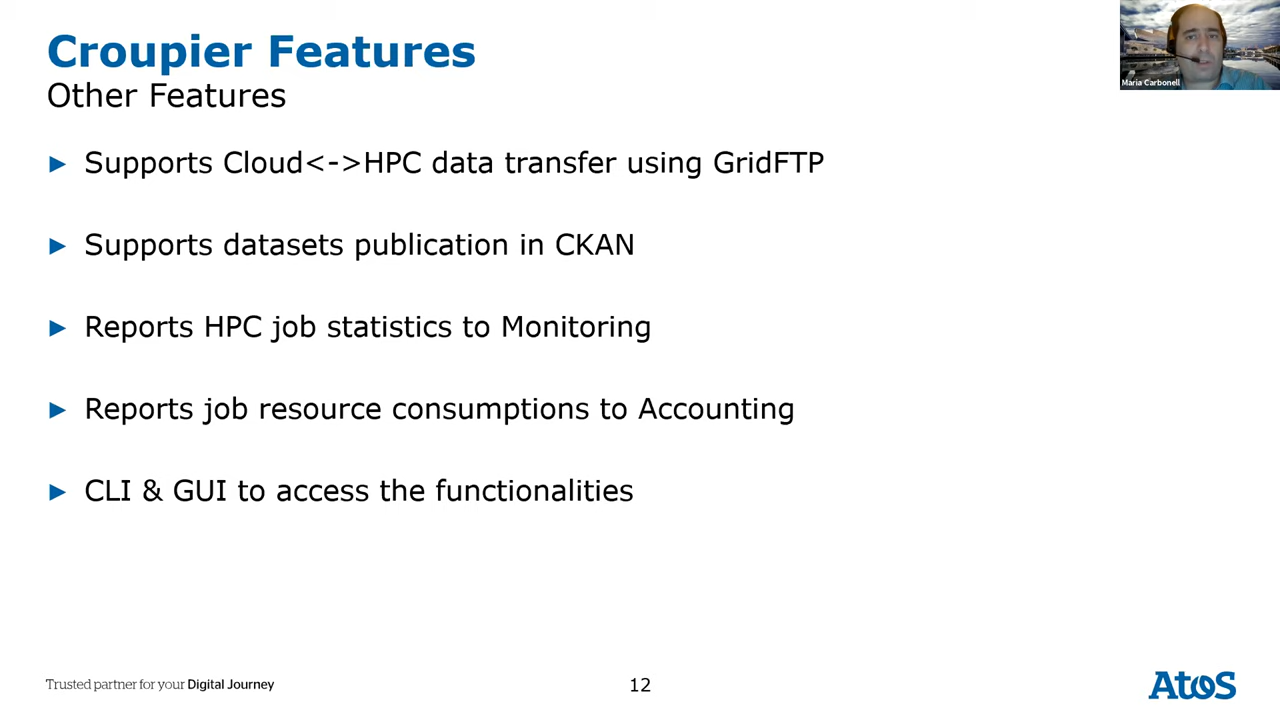 Croupier Features
Other Features
Maria Carbonell
► Supports Cloud<->HPC data transfer using GridFTP
► Supports datasets publication in CKAN
► Reports HPC job statistics to Monitoring
► Reports job resource consumptions to Accounting
► CLI & GUI to access the functionalities
Trusted partner for your Digital Journey
12
Atos